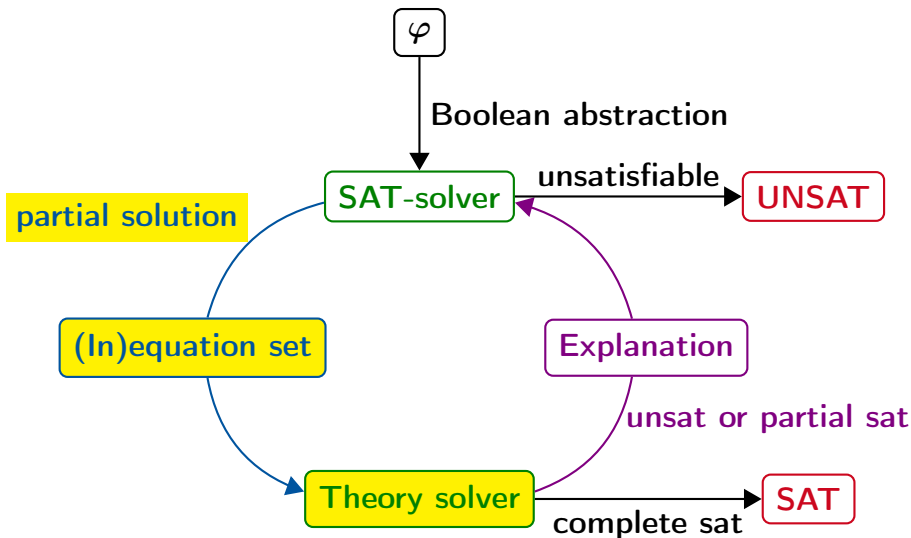 φ
Boolean abstraction
SAT-solver
unsatisfiable
UNSAT
partial solution
(In)equation set
Explanation
unsat or partial sat
Theory solver
complete sat
SAT